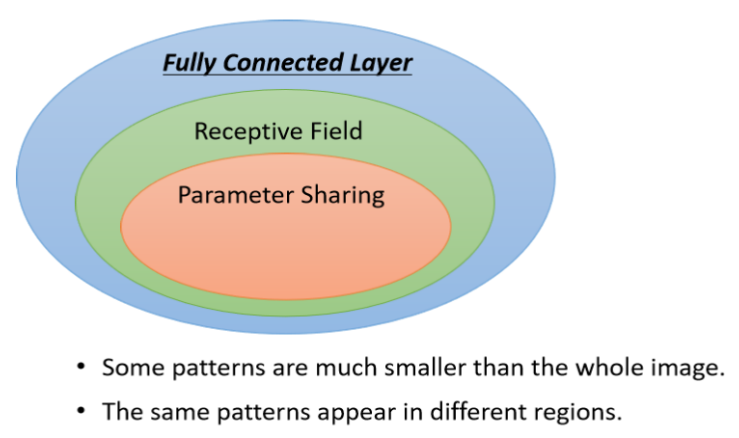 Fully Connected Layer
Receptive Field
Parameter Sharing
• Some patterns are much smaller than the whole image.
• The same patterns appear in different regions.